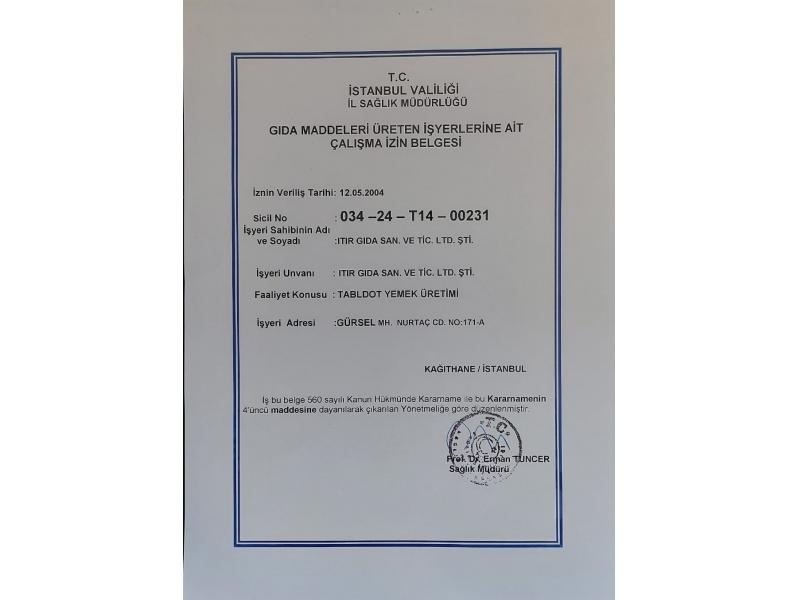 T.C.
İSTANBUL VALİLİĞİ
İL SAĞLIK MÜDÜRLÜĞÜ
GIDA MADDELERİ ÜRETEN İŞYERLERİNE AİT
ÇALIŞMA İZİN BELGESİ
İznin Veriliş Tarihi: 12.05.2004
Sicil No : 034 –24 – T14 – 00231
İşyeri Sahibinin Adı
ve Soyadı :ITIR GIDA SAN. VE TİC. LTD. ŞTİ.
İşyeri Unvanı : ITIR GIDA SAN. VE TİC. LTD. ŞTİ.
Faaliyet Konusu : TABLDOT YEMEK ÜRETİMİ
İşyeri Adresi :GÜRSEL MH. NURTAÇ CD. NO:171-A
KAĞITHANE / İSTANBUL
İş bu belge 560 sayılı Kanun Hükmünde Kararname ile bu Kararnamenin
4'üncü maddesine dayanılarak çıkarılan Yönetmeliğe göre düzenlenmiştir.
T.C.
Prof. Dr. Erman TUNCER
Sağlık Müdürü